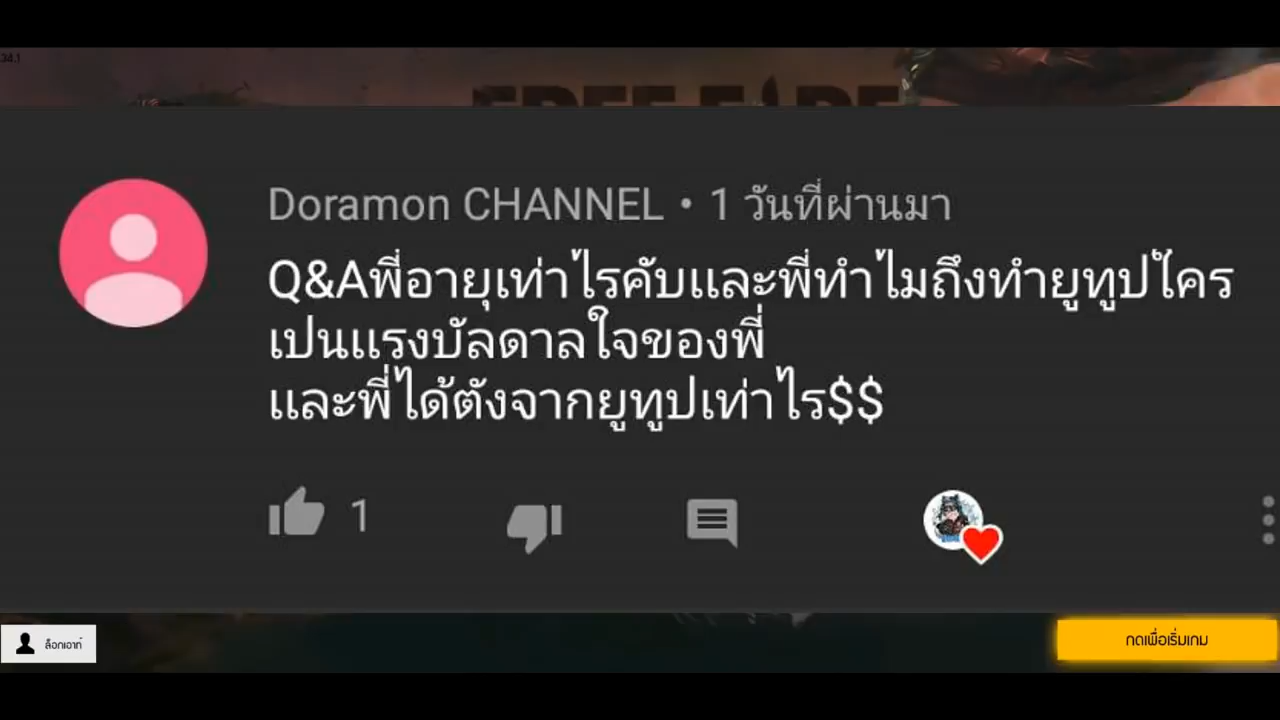 34.1
FREE FIRE
Doramon CHANNEL • 1 วันที่ผ่านมา
Q&Aพี่อายุเท่าไรคับและพี่ทำไมถึงทำยูทูปใคร
เปนแรงบัลดาลใจของพี่
และพี่ได้ตังจากยูทูปเท่าไร$$
1
ล็อกเอาท์
กดเพื่อเริ่มเกม